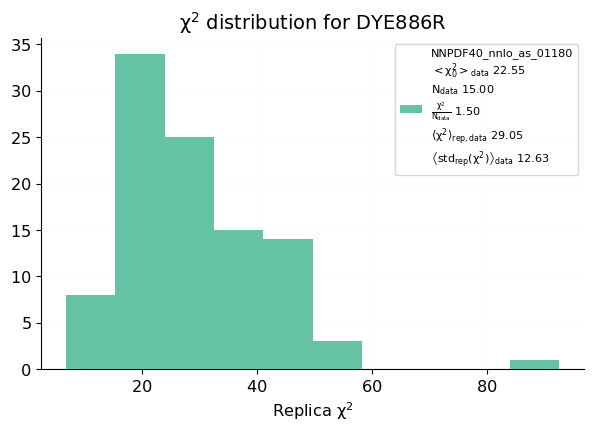 χ² distribution for DYE886R
NNPDF40_nnlo_as_01180
<χ²₀>data 22.55
Ndata 15.00
χ²/Ndata 1.50
⟨χ²⟩rep,data 29.05
⟨stdrep(χ²)⟩data 12.63
35
30
25
20
15
10
5
0
20 40 60 80
Replica χ²